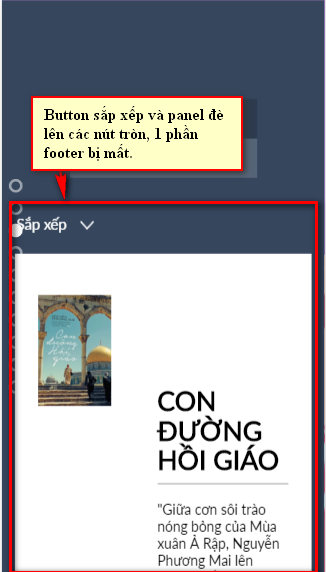 Button sắp xếp và panel đè
lên các nút tròn, 1 phần
footer bị mất.
Sắp xếp
CON
ĐƯỜNG
HỒI GIÁO
"Giữa cơn sôi trào
nóng bỏng của Mùa
xuân Ả Rập, Nguyễn
Phương Mai lên